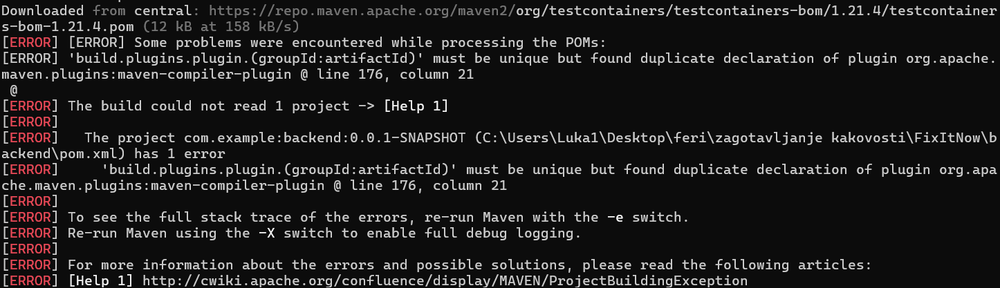 Downloaded from central: https://repo.maven.apache.org/maven2/org/testcontainers/testcontainers-bom/1.21.4/testcontainer
s-bom-1.21.4.pom (12 kB at 158 kB/s)
[ERROR] [ERROR] Some problems were encountered while processing the POMs:
[ERROR] 'build.plugins.plugin.(groupId:artifactId)' must be unique but found duplicate declaration of plugin org.apache.
maven.plugins:maven-compiler-plugin @ line 176, column 21
 @
[ERROR] The build could not read 1 project -> [Help 1]
[ERROR]
[ERROR]   The project com.example:backend:0.0.1-SNAPSHOT (C:\Users\Luka1\Desktop\feri\zagotavljanje kakovosti\FixItNow\b
ackend\pom.xml) has 1 error
[ERROR]     'build.plugins.plugin.(groupId:artifactId)' must be unique but found duplicate declaration of plugin org.apa
che.maven.plugins:maven-compiler-plugin @ line 176, column 21
[ERROR]
[ERROR] To see the full stack trace of the errors, re-run Maven with the -e switch.
[ERROR] Re-run Maven using the -X switch to enable full debug logging.
[ERROR]
[ERROR] For more information about the errors and possible solutions, please read the following articles:
[ERROR] [Help 1] http://cwiki.apache.org/confluence/display/MAVEN/ProjectBuildingException